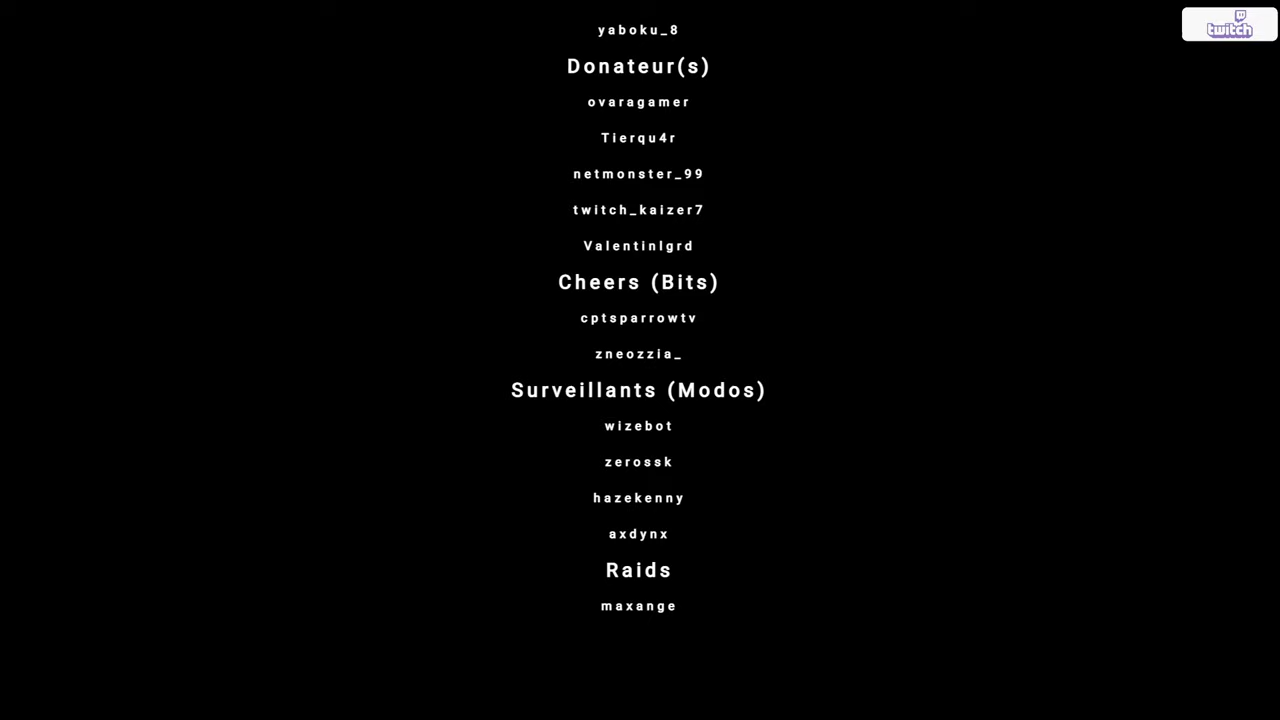 yaboku_8
twitch
Donateur(s)
ovaragamer
Tierqu4r
netmonster_99
twitch_kaizer7
Valentinlgrd
Cheers (Bits)
cptsparrowtv
zneozzia_
Surveillants (Modos)
wizebot
zerossk
hazekenny
axdynx
Raids
maxange